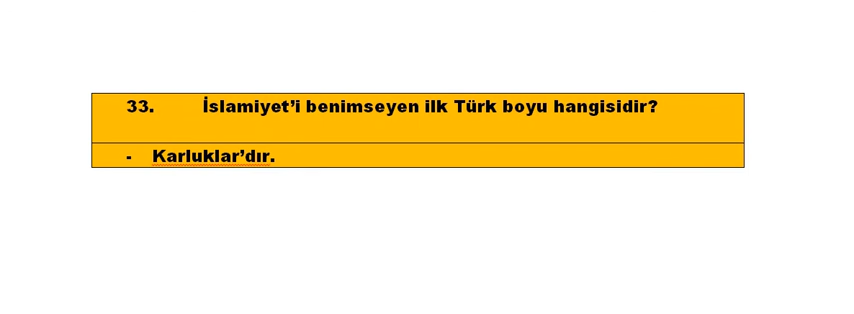 33. İslamiyet’i benimseyen ilk Türk boyu hangisidir?
- Karluklar’dır.